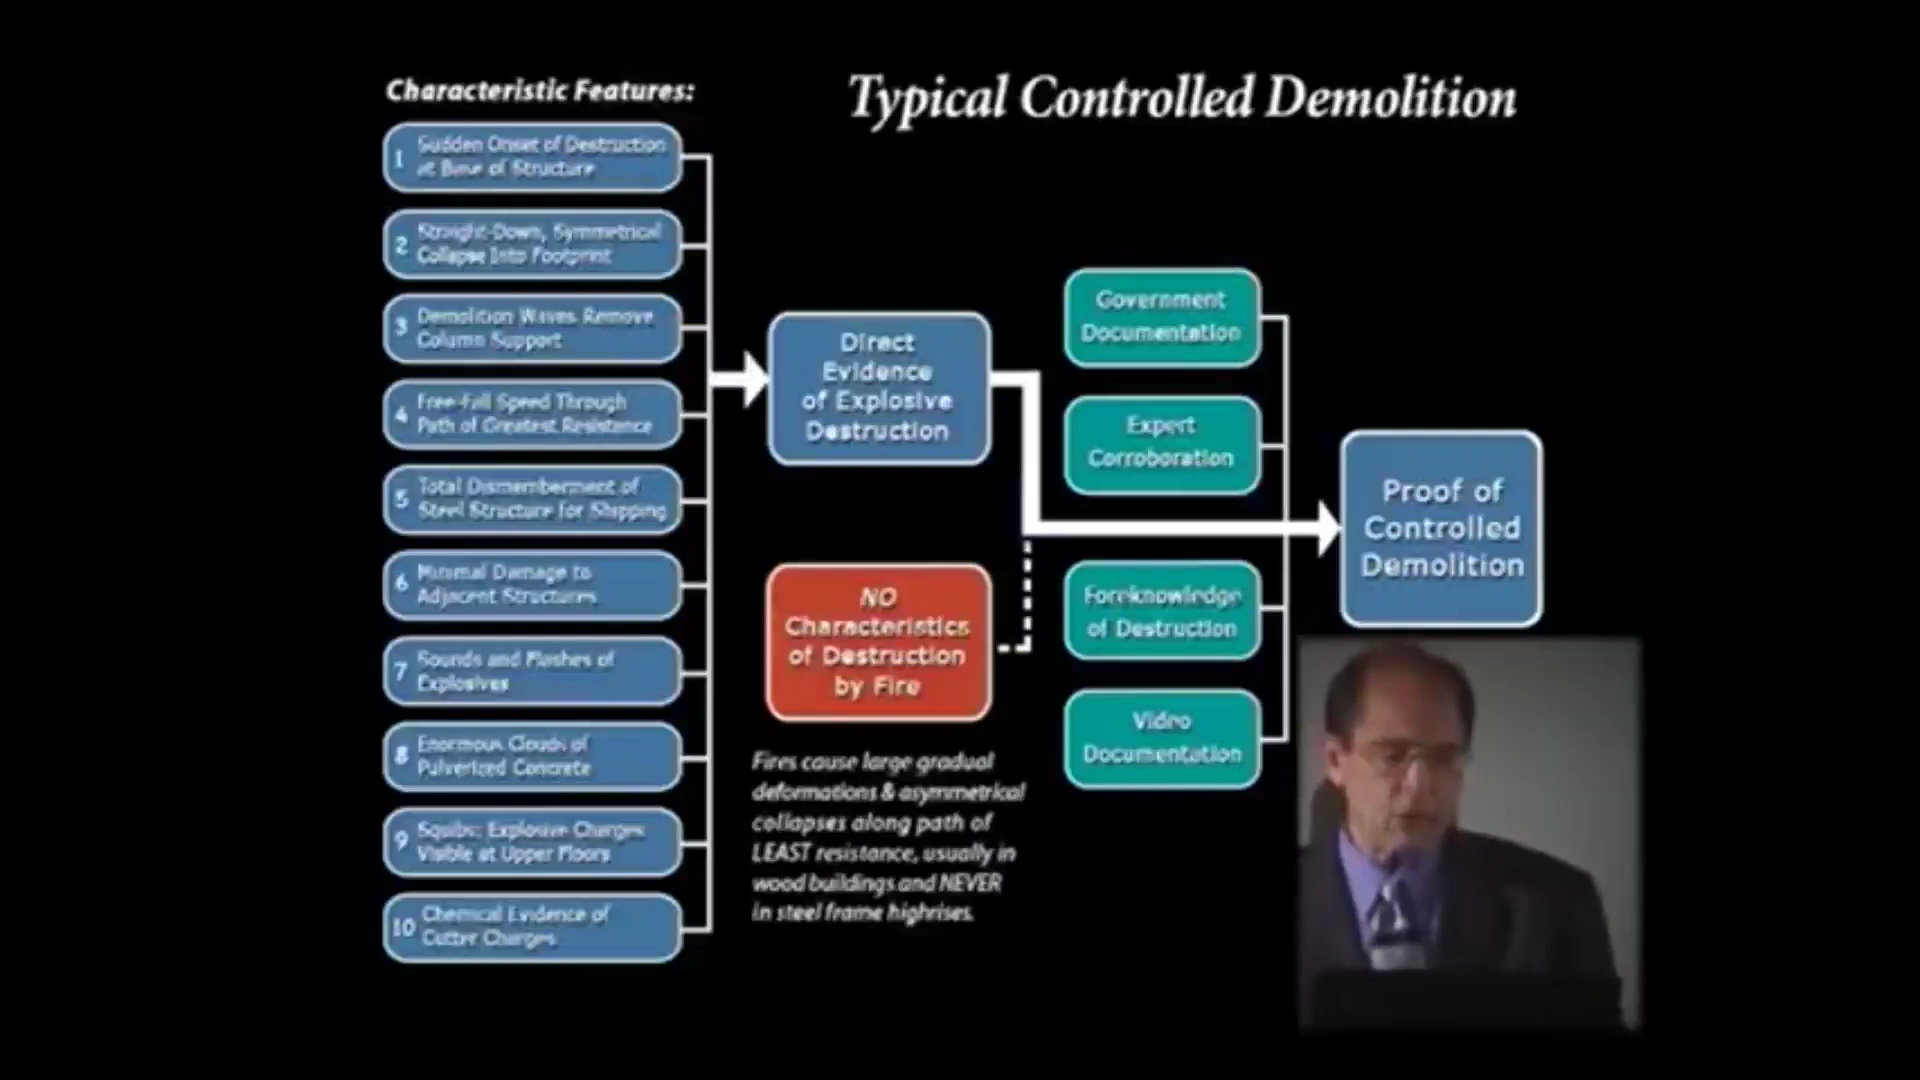 Characteristic Features:
Typical Controlled Demolition
1 Sudden Onset of Destruction
at Base of Structure
2 Straight-Down, Symmetrical
Collapse Into Footprint
3 Demolition Waves Remove
Column Support
4 Free-fall Speed Through
Path of Greatest Resistance
5 Total Dismemberment of
Steel Structure for Shipping
6 Minimal Damage to
Adjacent Structures
7 Sounds and Flashes of
Explosives
8 Enormous Clouds of
Pulverized Concrete
9 Squibs: Explosive Charges
Visible at Upper Floors
10 Chemical Evidence of
Cutter Charges
Direct
Evidence
of Explosive
Destruction
NO
Characteristics
of Destruction
by Fire
Fires cause large gradual
deformations & asymmetrical
collapses along path of
LEAST resistance, usually in
wood buildings and NEVER
in steel frame highrises.
Government
Documentation
Expert
Corroboration
Foreknowledge
of Destruction
Video
Documentation
Proof of
Controlled
Demolition